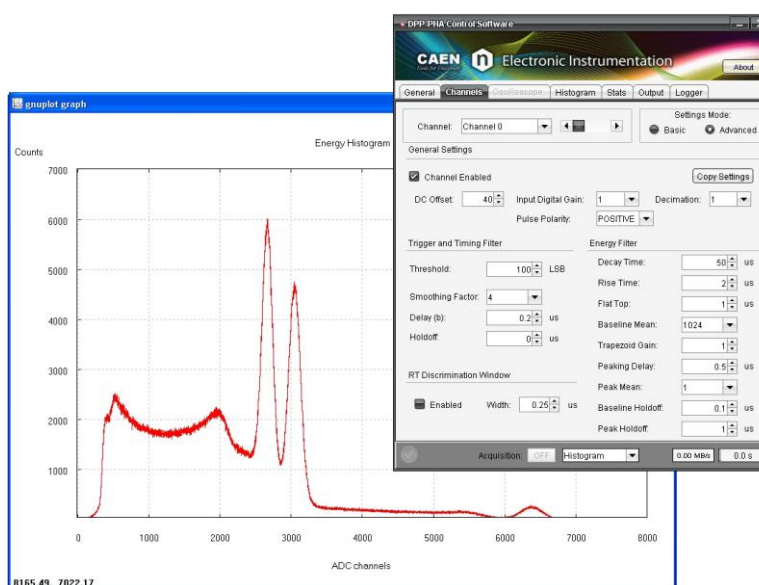 DPP-PHA Control Software
CAEN n Electronic Instrumentation
About
General Channels Oscilloscope Histogram Stats Output Logger
Channel: Channel 0
Settings Mode:
Basic Advanced
General Settings
Channel Enabled
Copy Settings
DC Offset: 40 Input Digital Gain: 1 Decimation: 1
Pulse Polarity: POSITIVE
Trigger and Timing Filter
Threshold: 100 LSB
Smoothing Factor: 4
Delay (b): 0.2 us
Holdoff: 0 us
RT Discrimination Window
Enabled Width: 0.25 us
Energy Filter
Decay Time: 50 us
Rise Time: 2 us
Flat Top: 1 us
Baseline Mean: 1024
Trapezoid Gain: 1
Peaking Delay: 0.5 us
Peak Mean: 1
Baseline Holdoff: 0.1 us
Peak Holdoff: 1 us
Acquisition: OFF Histogram 0.00 MB/s 0.0 s
gnuplot graph
Energy Histogram
Counts
7000
6000
5000
4000
3000
2000
1000
0 1000 2000 3000 4000 5000 6000 7000 8000
ADC channels
8165.49, 7022.17